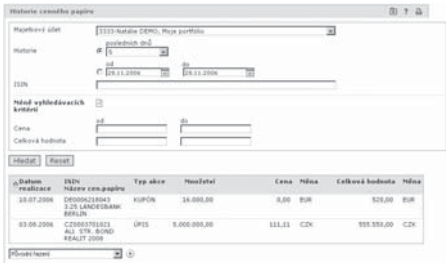 Historie cenného papíru
Majetkový účet
3333-Natálie DEMO, Moje portfólio
Historie
posledních dnů
5
od do
29.11.2006 29.11.2006
ISIN
Méně vyhledávacích kritérií
od do
Cena
Celková hodnota
Hledat Reset
Datum realizace ISIN Název cen.papíru Typ akce Množství Cena Měna Celková hodnota Měna
10.07.2006 DE0006218043 KUPÓN 16.000,00 0,00 EUR 520,00 EUR
3.25 LANDESBANK
BERLIN
03.08.2006 CZ0003701021 ÚPIS 5.000.000,00 111,11 CZK 555.550,00 CZK
ALI STR. BOND
REALIT 2008
Původní řazení